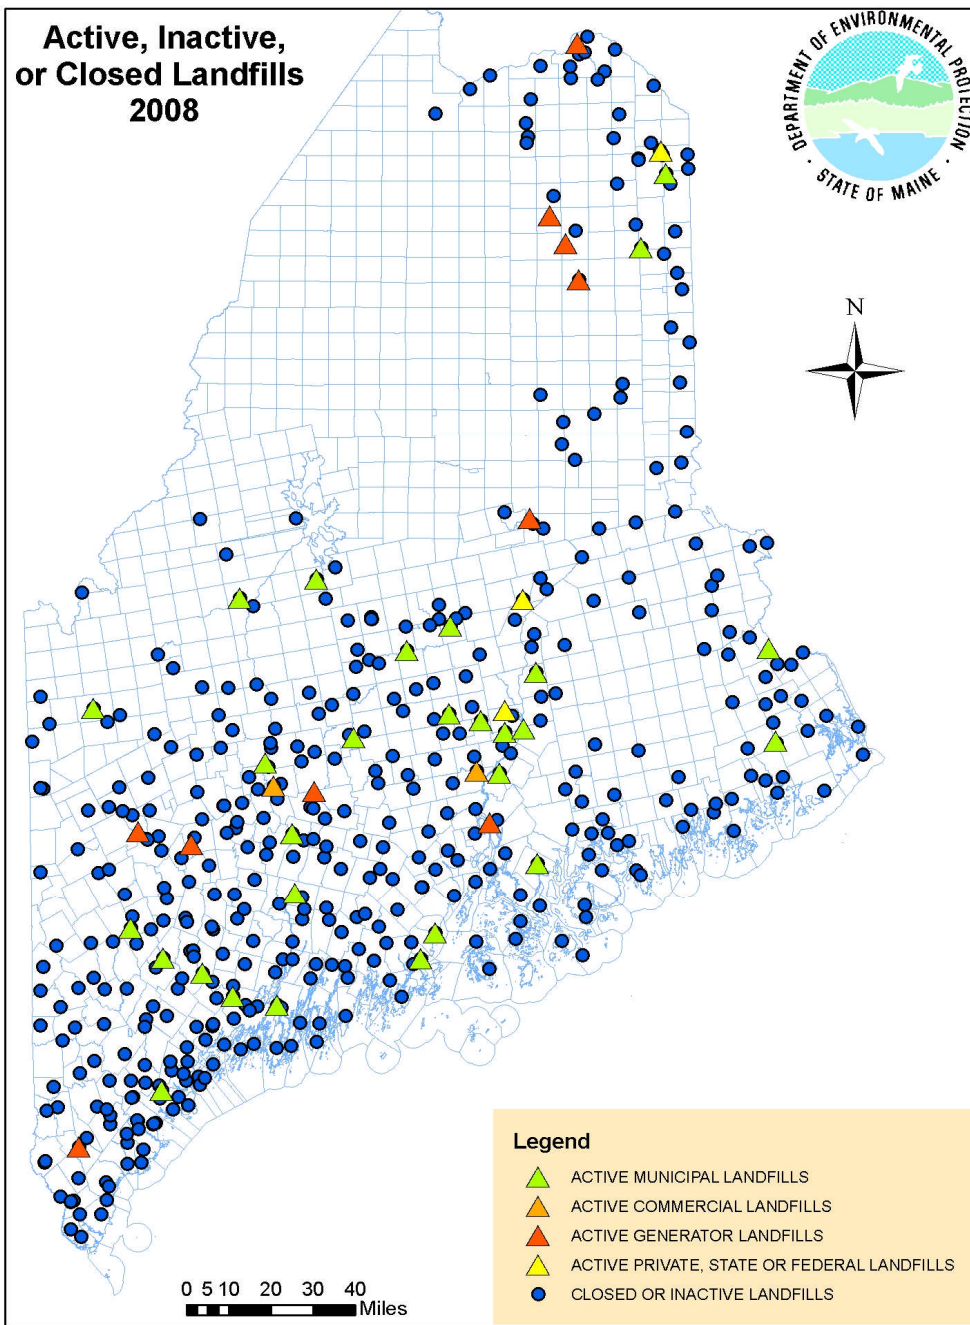 Active, Inactive,
or Closed Landfills
2008
DEPARTMENT OF ENVIRONMENTAL PROTECTION
· STATE OF MAINE ·
N
Legend
ACTIVE MUNICIPAL LANDFILLS
ACTIVE COMMERCIAL LANDFILLS
ACTIVE GENERATOR LANDFILLS
ACTIVE PRIVATE, STATE OR FEDERAL LANDFILLS
CLOSED OR INACTIVE LANDFILLS
0 5 10 20 30 40
Miles